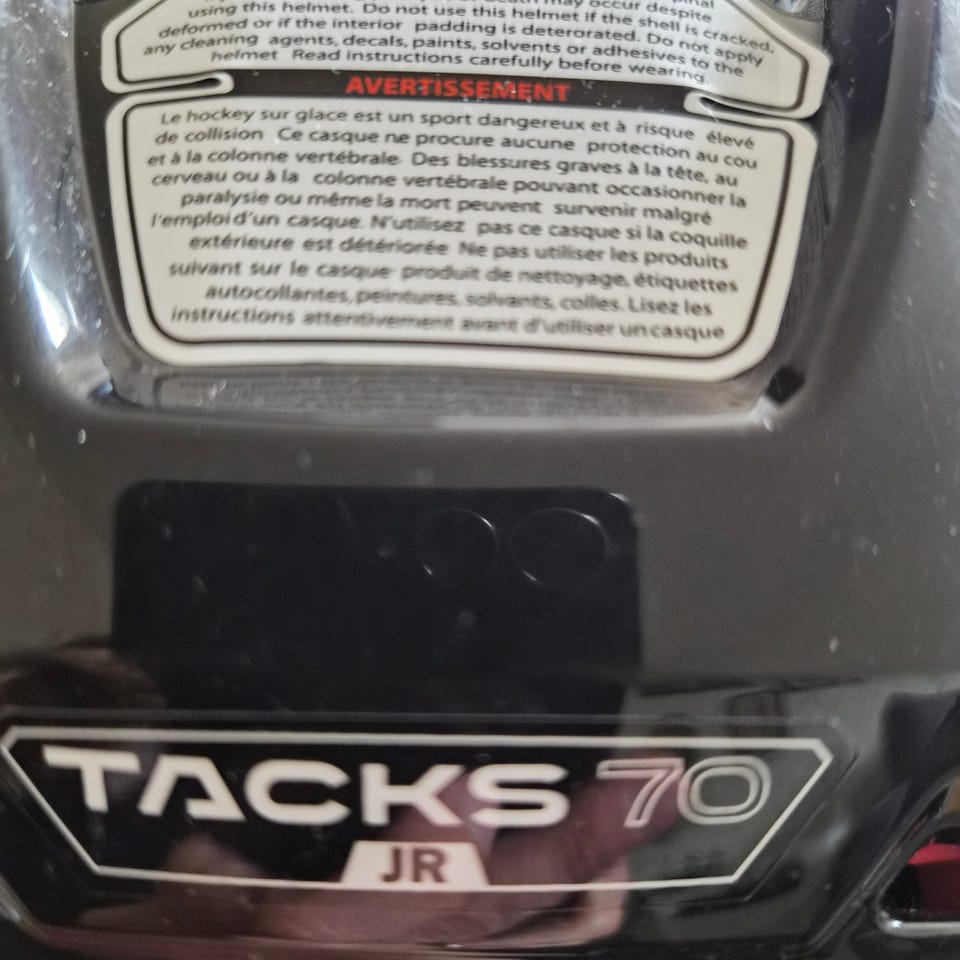 may occur despite
using this helmet. Do not use this helmet if the shell is cracked,
deformed or if the interior padding is deterorated. Do not apply
any cleaning agents, decals, paints, solvents or adhesives to the
helmet Read instructions carefully before wearing.
AVERTISSEMENT
Le hockey sur glace est un sport dangereux et à risque élevé
de collision Ce casque ne procure aucune protection au cou
et à la colonne vertébrale Des blessures graves à la tête, au
cerveau ou à la colonne vertébrale pouvant occasionner la
paralysie ou même la mort peuvent survenir malgré
l'emploi d'un casque. N'utilisez pas ce casque si la coquille
extérieure est détériorée Ne pas utiliser les produits
suivant sur le casque produit de nettoyage, étiquettes
autocollantes, peintures, solvants, colles. Lisez les
instructions attentivement avant d'utiliser un casque
TACKS 70
JR